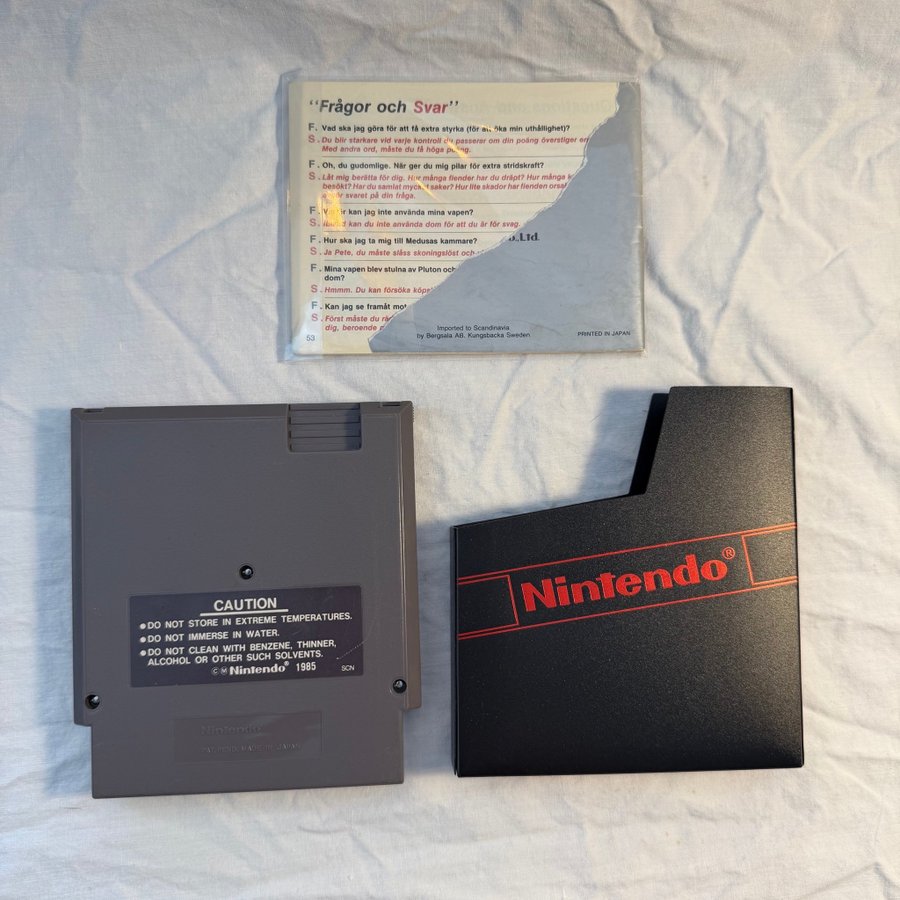 "Frågor och Svar"
F. Vad ska jag göra för att få extra styrka (för att öka min uthållighet)?
S. Du blir starkare vid varje kontroll du passerar om din poäng överstiger en
Med andra ord, måste du få höga poäng.
F. Oh, du gudomlige. När ger du mig pilar för extra stridskraft?
S. Låt mig berätta för dig. Hur många fiender har du dräpt? Hur många k
besökt? Har du samlat mycket saker? Hur lite skador har fienden orsa
svaret på din fråga.
F. kan jag inte använda mina vapen?
S. kan du inte använda dom för att du är för svag.
F. Hur ska jag ta mig till Medusas kammare?
S. Ja Pete, du måste slåss skoningslöst och
Co.,Ltd.
F. Mina vapen blev stulna av Pluton och
dom?
S. Hmmm. Du kan försöka köpa
F. Kan jag se framåt mot
S. Först måste du
dig, beroende
53
Imported to Scandinavia
by Bergsala AB. Kungsbacka Sweden
PRINTED IN JAPAN
CAUTION
●DO NOT STORE IN EXTREME TEMPERATURES.
●DO NOT IMMERSE IN WATER.
●DO NOT CLEAN WITH BENZENE, THINNER,
ALCOHOL OR OTHER SUCH SOLVENTS.
©Ⓜ Nintendo® 1985 SCN
Nintendo
PAT. PEND. MADE IN JAPAN
Nintendo®